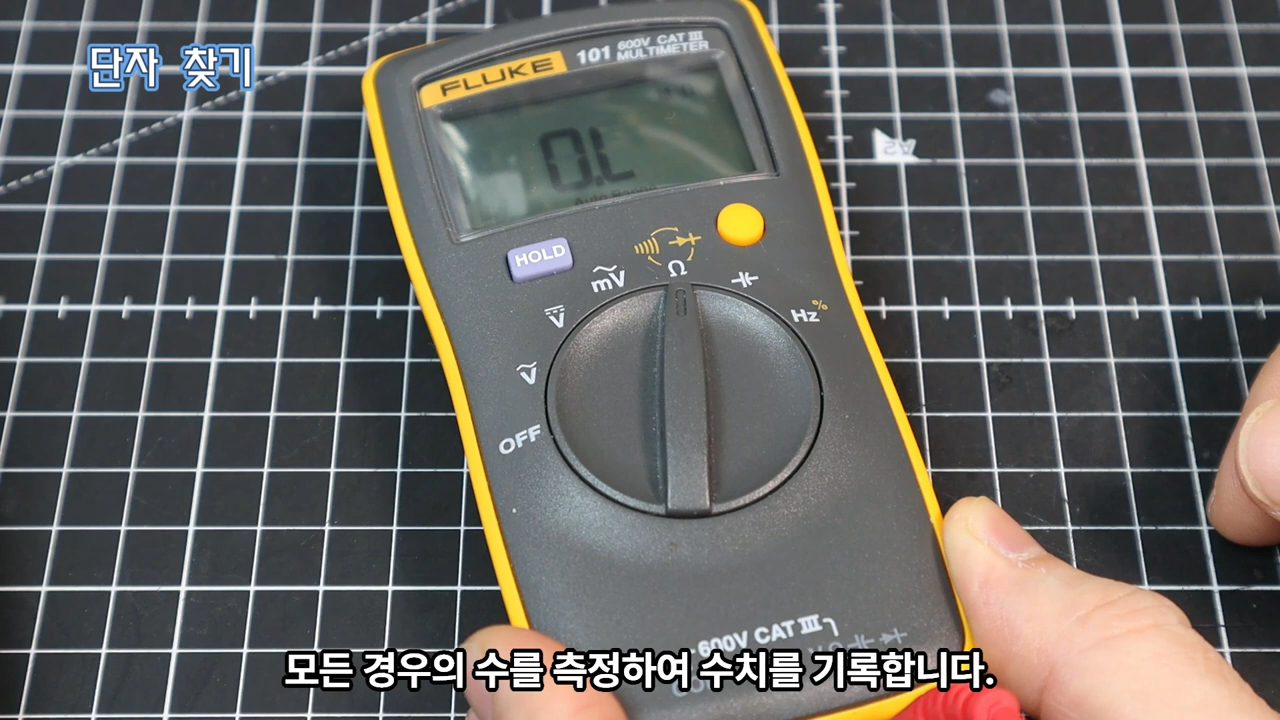 단자 찾기
FLUKE 101 600V CAT III
MULTIMETER
O.L
HOLD
mV
Ω
V
Hz %
V
OFF
600V CAT III
모든 경우의 수를 측정하여 수치를 기록합니다.